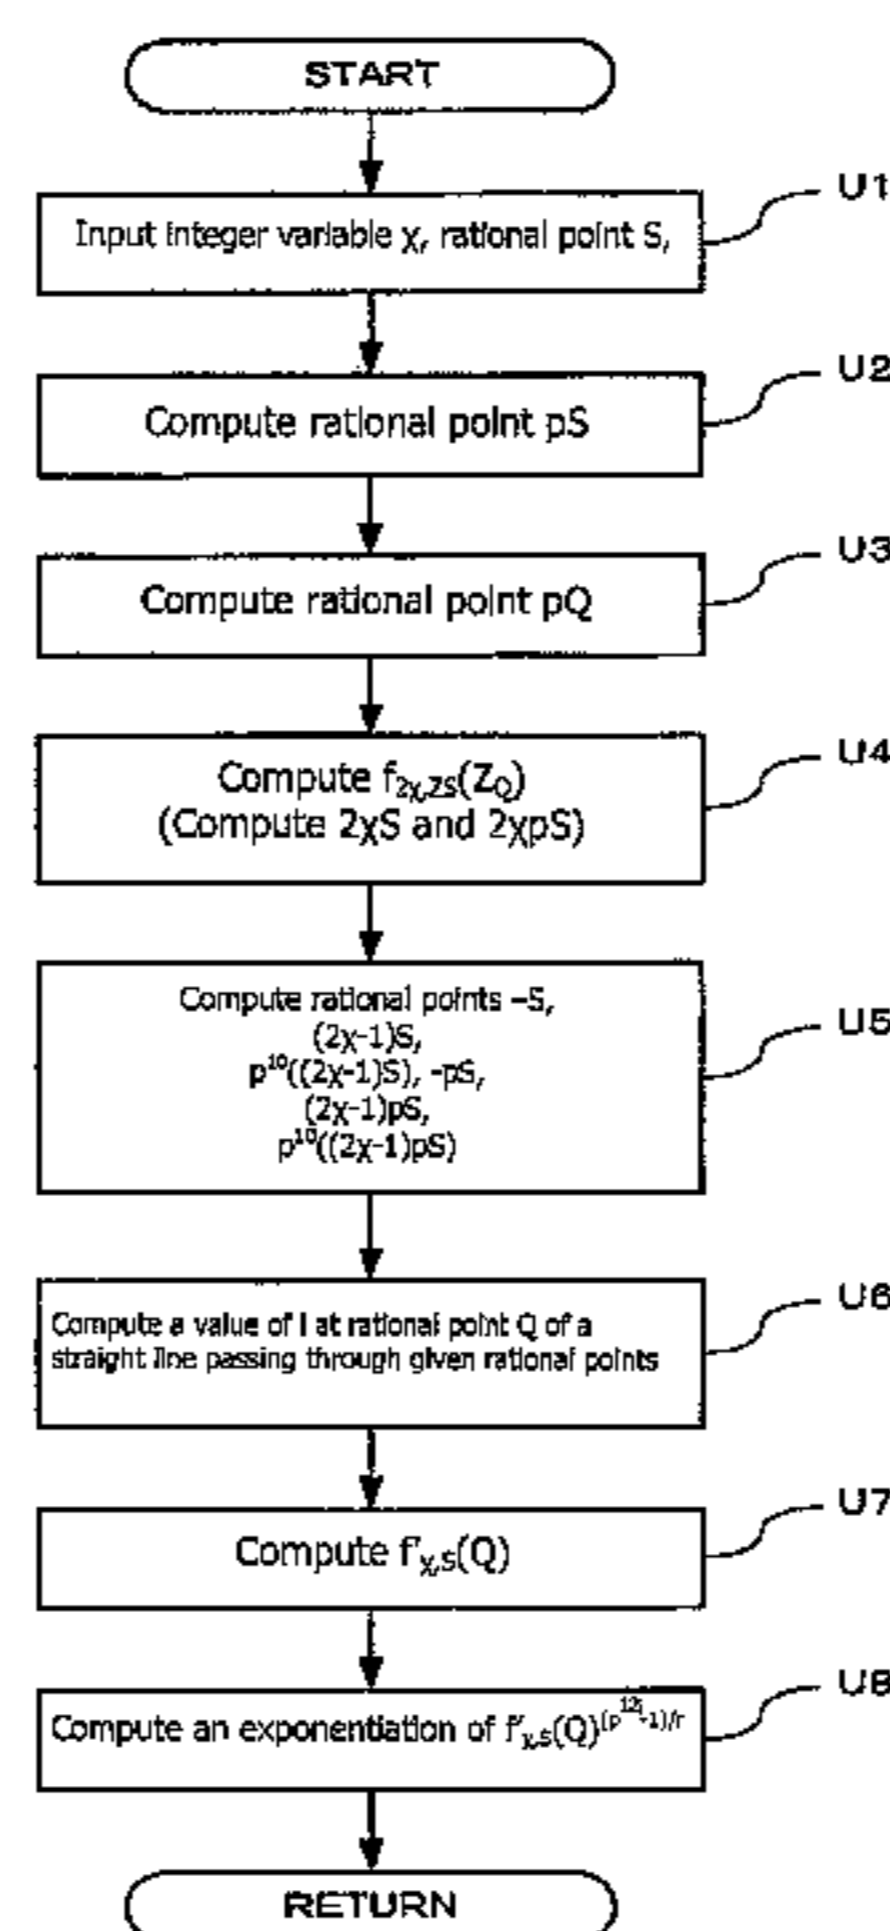 START
U1
Input integer variable χ, rational point S,
U2
Compute rational point pS
U3
Compute rational point pQ
U4
Compute f2χ,ZS(ZQ)
(Compute 2χS and 2χpS)
U5
Compute rational points –S,
(2χ-1)S,
p10((2χ-1)S), -pS,
(2χ-1)pS,
p10((2χ-1)pS)
U6
Compute a value of l at rational point Q of a
straight line passing through given rational points
U7
Compute f'χ,S(Q)
U8
Compute an exponentiation of f'χ,S(Q)
RETURN